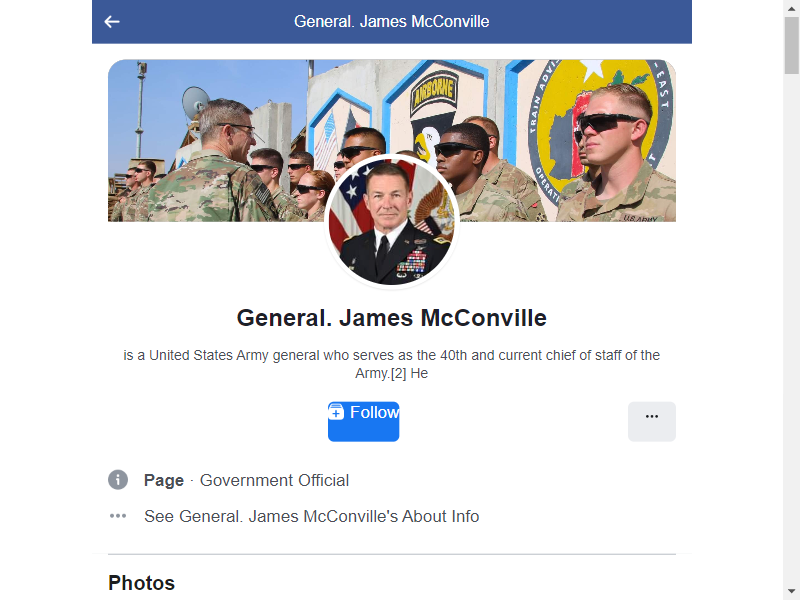 General. James McConville
AIRBORNE
TRAIN ADVIS
EAST
OPERATI
U.S. ARMY
General. James McConville
is a United States Army general who serves as the 40th and current chief of staff of the
Army.[2] He
Follow
Page · Government Official
See General. James McConville's About Info
Photos